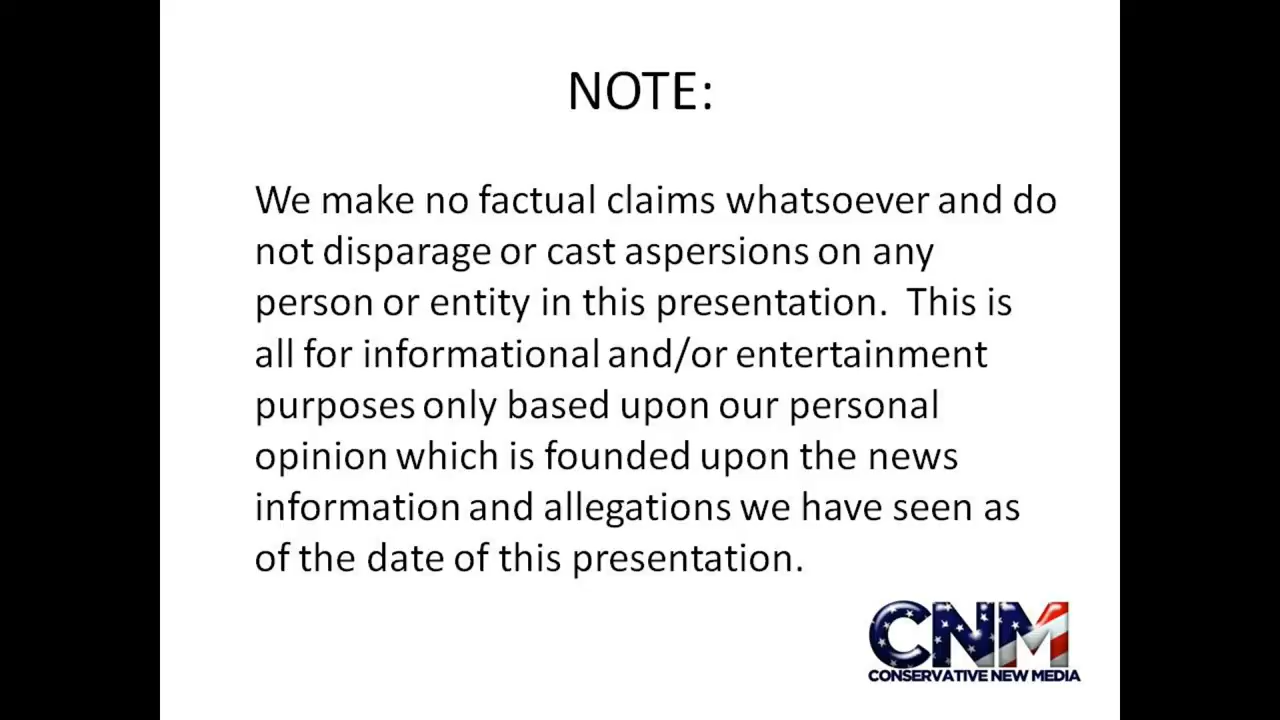 NOTE:
We make no factual claims whatsoever and do
not disparage or cast aspersions on any
person or entity in this presentation.  This is
all for informational and/or entertainment
purposes only based upon our personal
opinion which is founded upon the news
information and allegations we have seen as
of the date of this presentation.
CNM
CONSERVATIVE NEW MEDIA